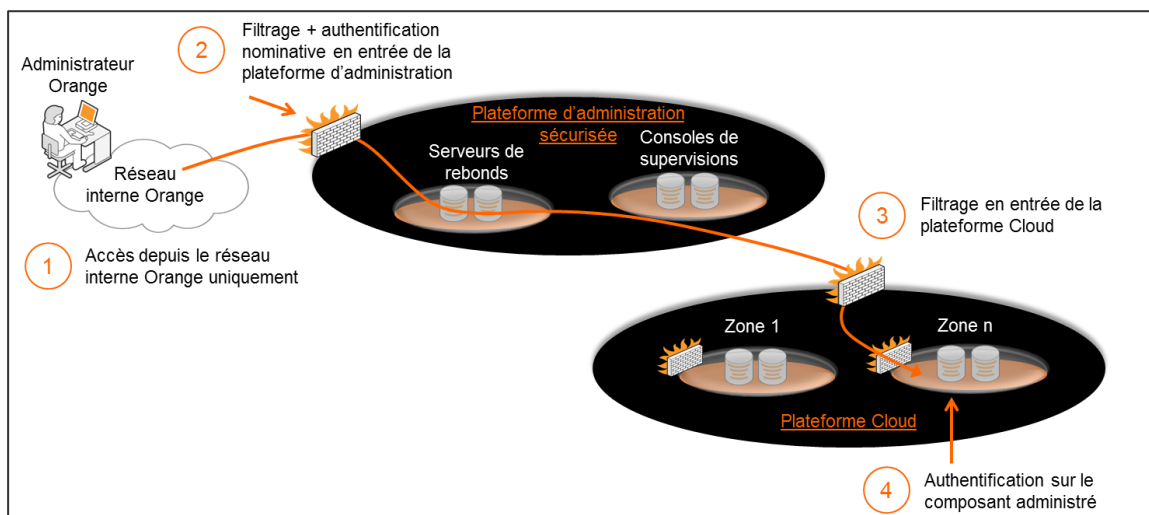 2
Filtrage + authentification
nominative en entrée de la
plateforme d'administration
Administrateur
Orange
Réseau
interne Orange
1
Accès depuis le réseau
interne Orange uniquement
Plateforme d'administration
sécurisée
Serveurs de
rebonds
Consoles de
supervisions
3
Filtrage en entrée de la
plateforme Cloud
Zone 1
Zone n
Plateforme Cloud
4
Authentification sur le
composant administré